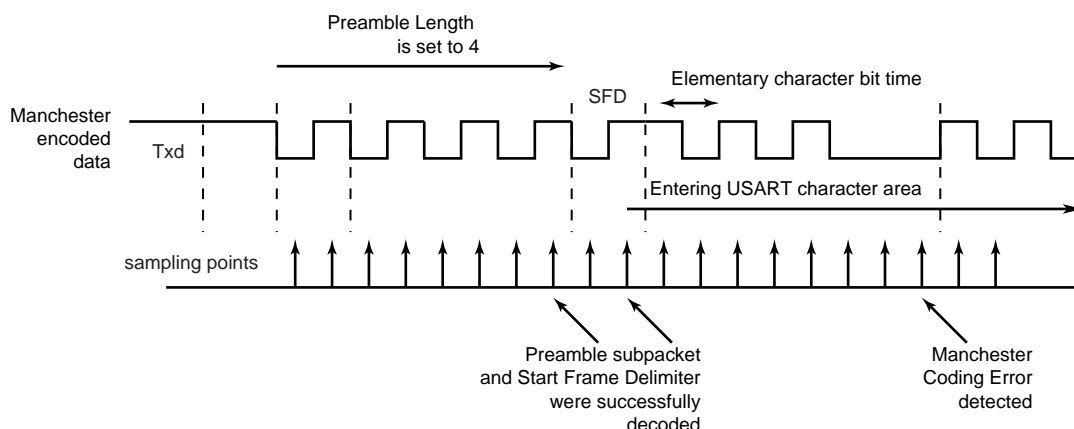 Preamble Length
is set to 4
Elementary character bit time
SFD
Manchester
encoded
data
Txd
Entering USART character area
sampling points
Preamble subpacket
and Start Frame Delimiter
were successfully
decoded
Manchester
Coding Error
detected